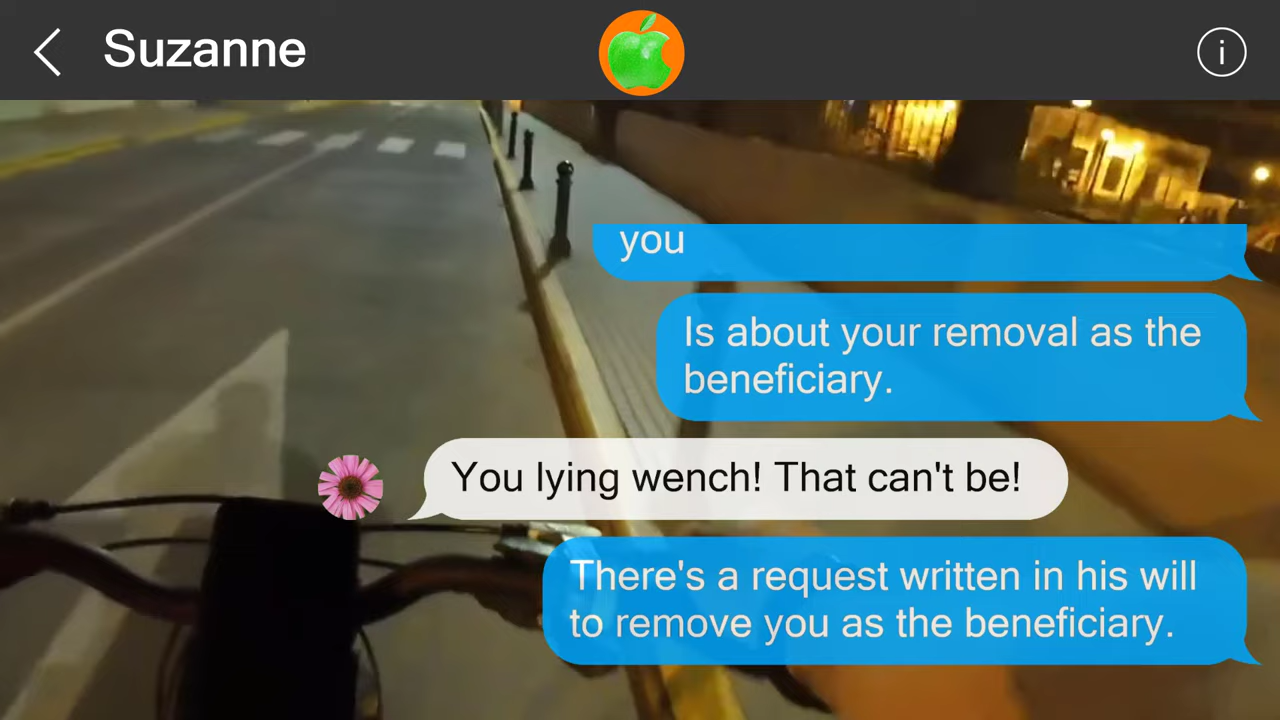 Suzanne
you
Is about your removal as the
beneficiary.
You lying wench! That can't be!
There's a request written in his will
to remove you as the beneficiary.